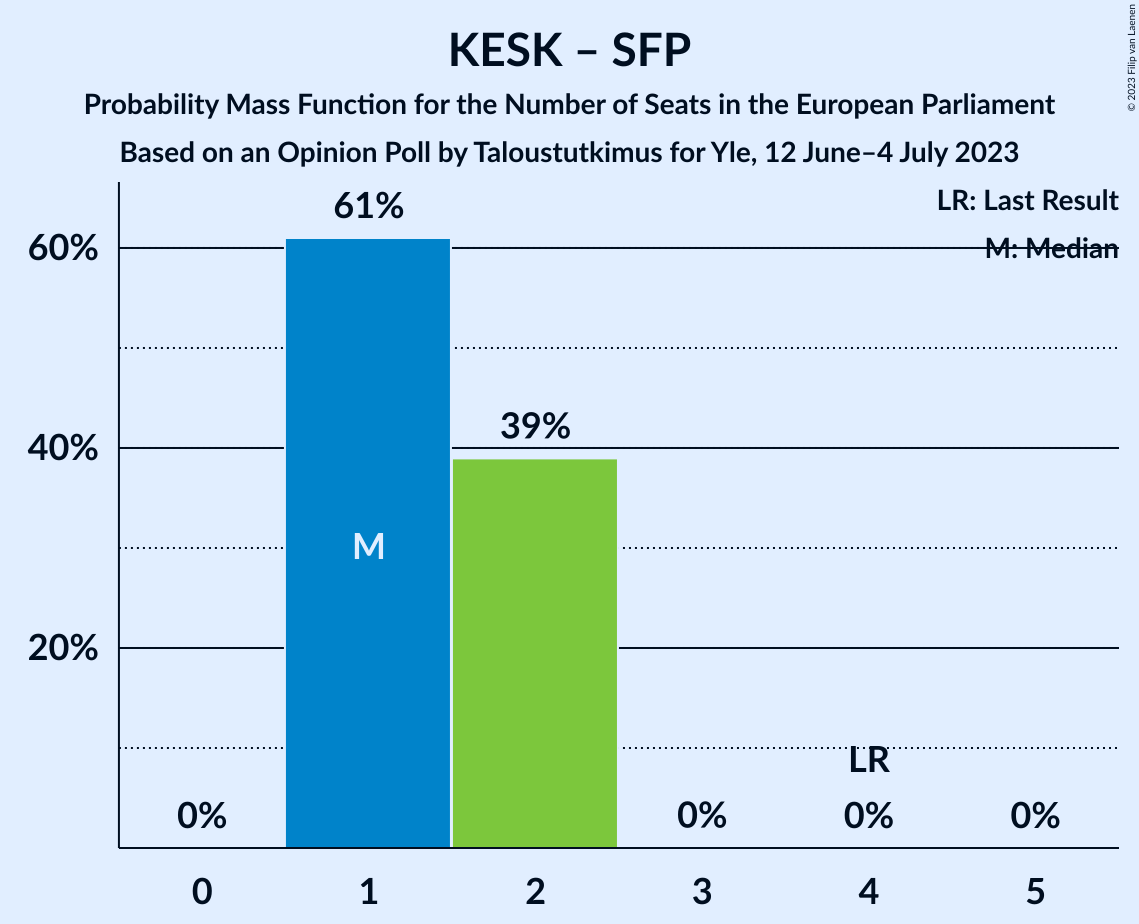 KESK – SFP
Probability Mass Function for the Number of Seats in the European Parliament
Based on an Opinion Poll by Taloustutkimus for Yle, 12 June–4 July 2023
© 2023 Filip van Laenen
LR: Last Result
M: Median
61%
60%
39%
40%
M
20%
LR
0%
0%
0%
0%
0
1
2
3
4
5